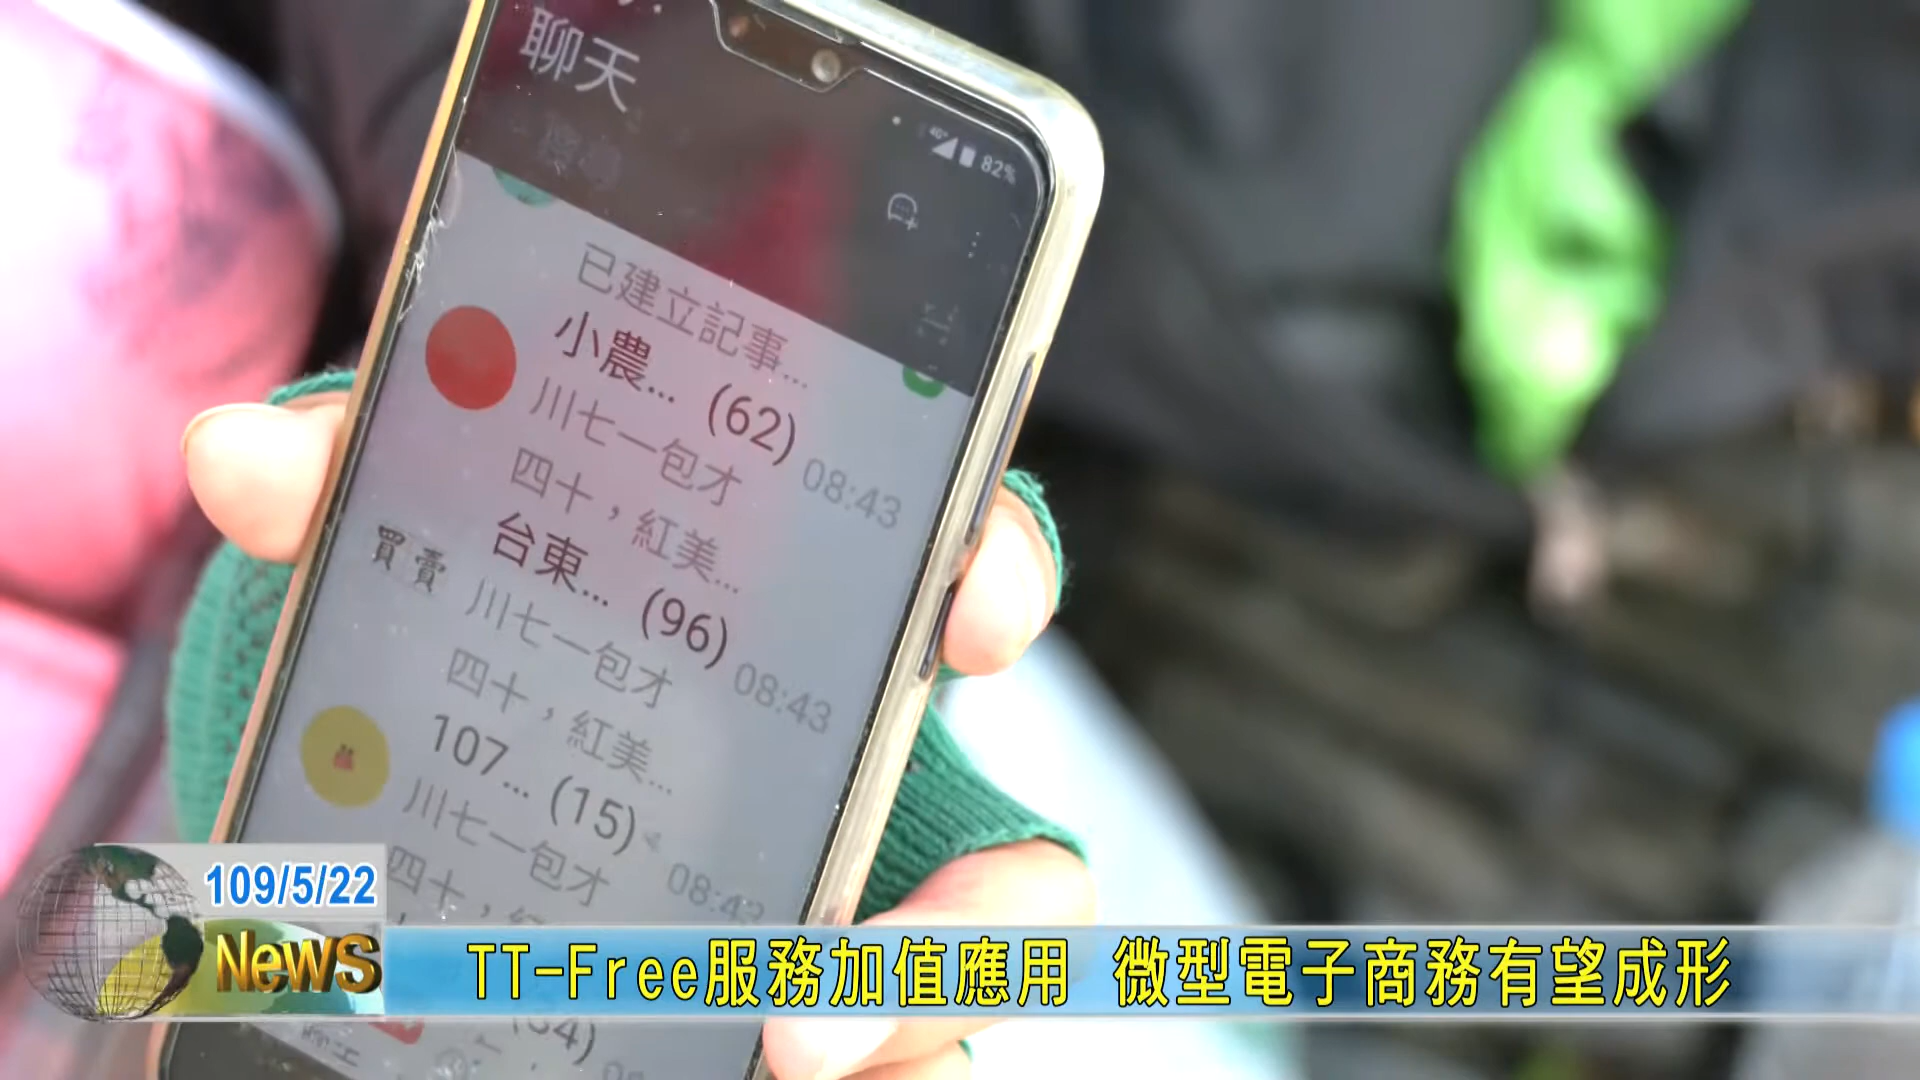 聊天
4G+ 82%
已建立記事...
小農... (62)
川七一包才 08:43
四十，紅美...
買賣
台東... (96)
川七一包才 08:43
四十，紅美...
107... (15)
川七一包才 08:43
四十，紅
109/5/22
News
TT-Free服務加值應用 微型電子商務有望成形